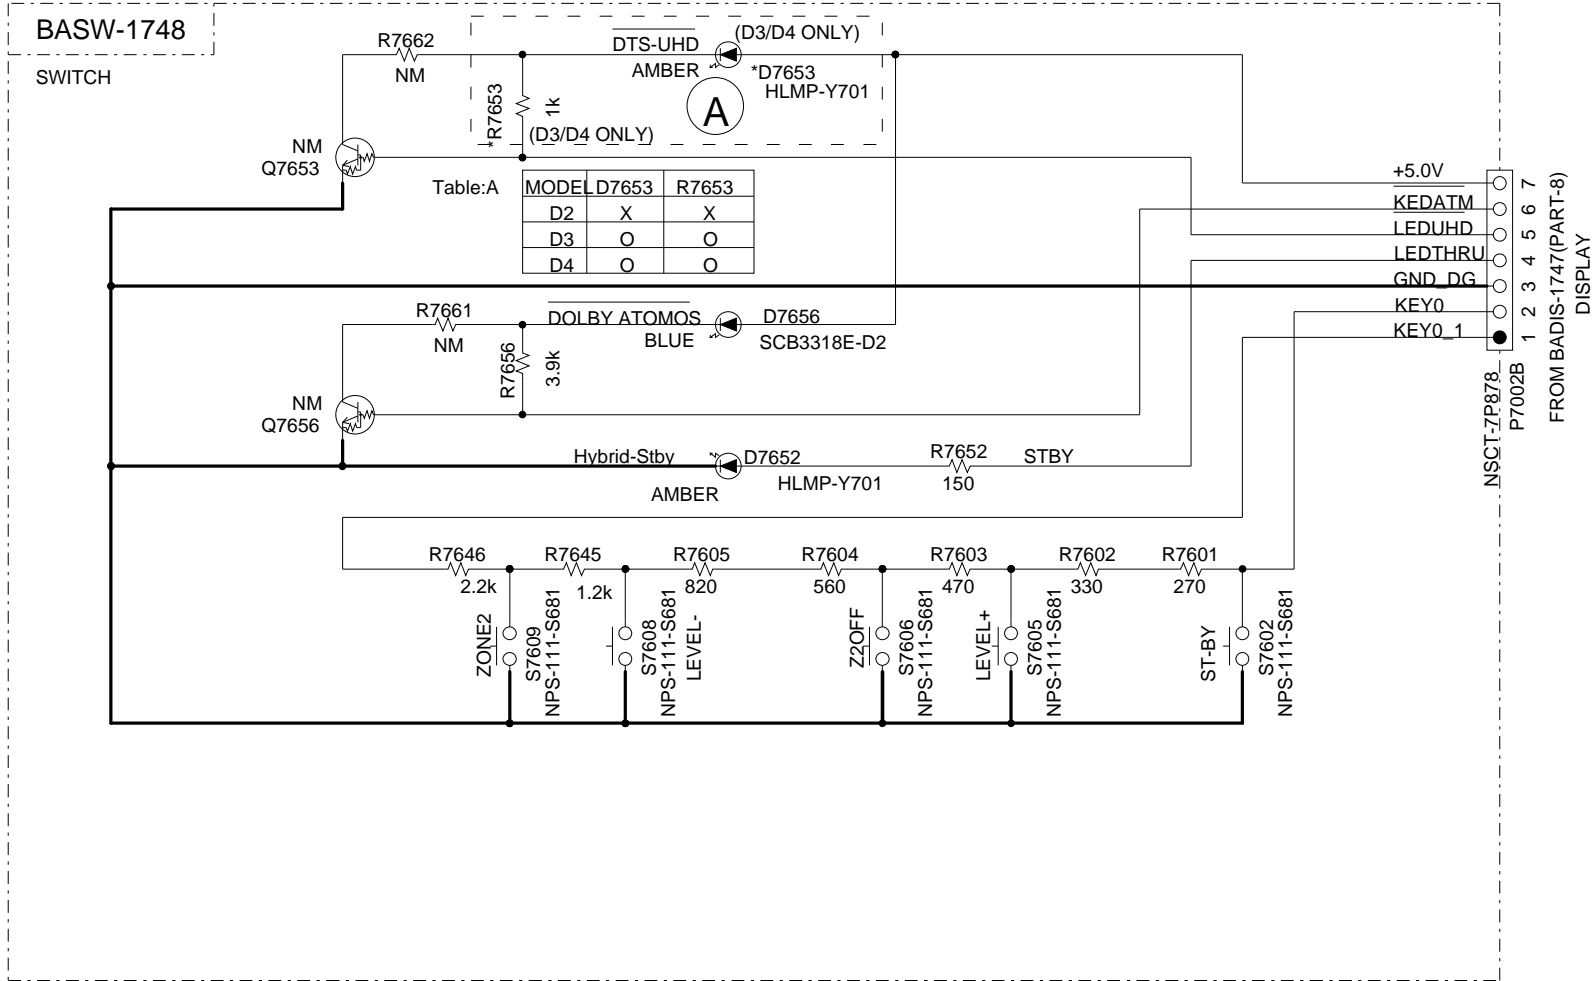 BASW-1748
SWITCH
R7662
NM
DTS-UHD
AMBER
(D3/D4 ONLY)
*D7653
HLMP-Y701
A
*R7653
1k
(D3/D4 ONLY)
NM
Q7653
Table:A
MODEL D7653 R7653
D2 X X
D3 O O
D4 O O
+5.0V
KEDATM
LEDUHD
LEDTHRU
GND_DG
KEY0
KEY0_1
7
6
5
4
3
2
1
NSCT-7P878
P7002B
FROM BADIS-1747(PART-8)
DISPLAY
R7661
NM
DOLBY ATOMOS
BLUE
D7656
SCB3318E-D2
R7656
3.9k
NM
Q7656
Hybrid-Stby
AMBER
D7652
HLMP-Y701
R7652
150
STBY
R7646
2.2k
R7645
1.2k
R7605
820
R7604
560
R7603
470
R7602
330
R7601
270
ZONE2
S7609
NPS-111-S681
S7608
NPS-111-S681
LEVEL-
Z2OFF
S7606
NPS-111-S681
LEVEL+
S7605
NPS-111-S681
ST-BY
S7602
NPS-111-S681